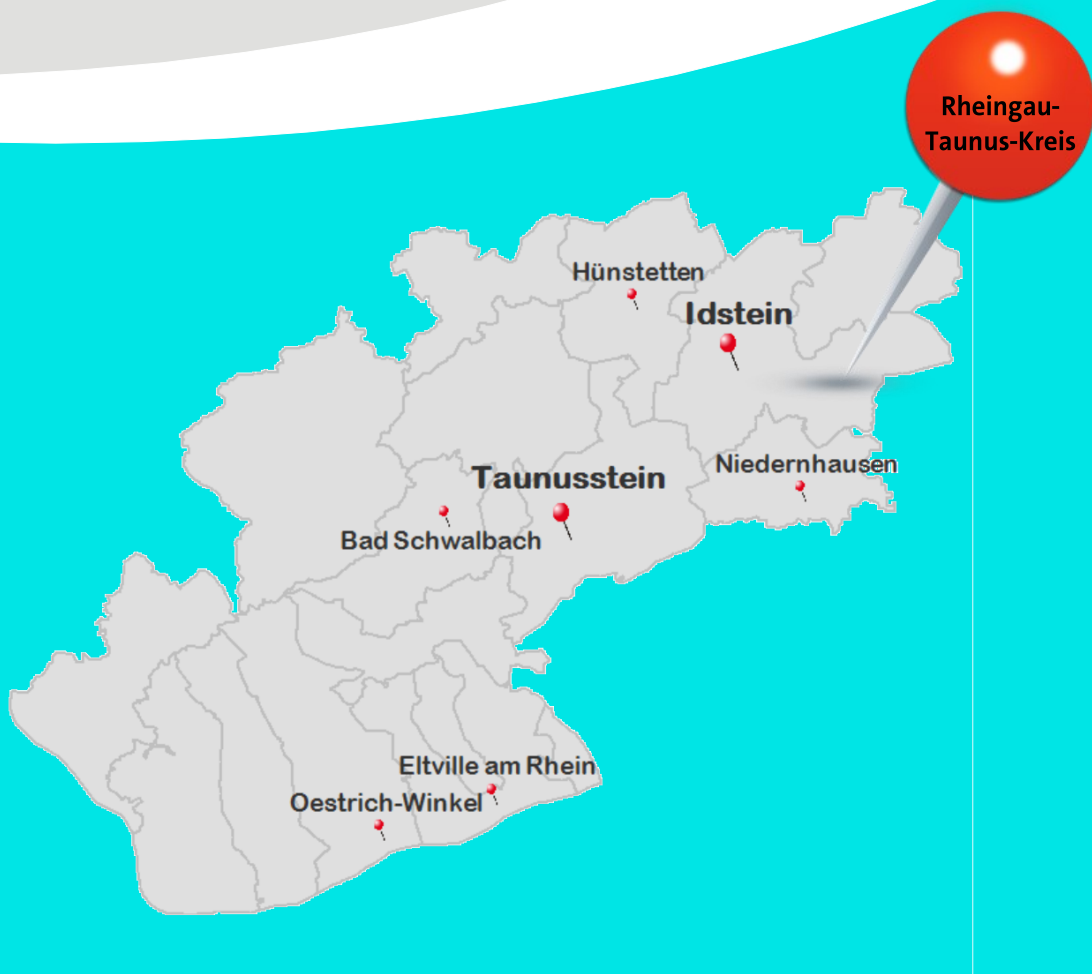 Rheingau-
Taunus-Kreis
Hünstetten
Idstein
Niedernhausen
Taunusstein
Bad Schwalbach
Eltville am Rhein
Oestrich-Winkel